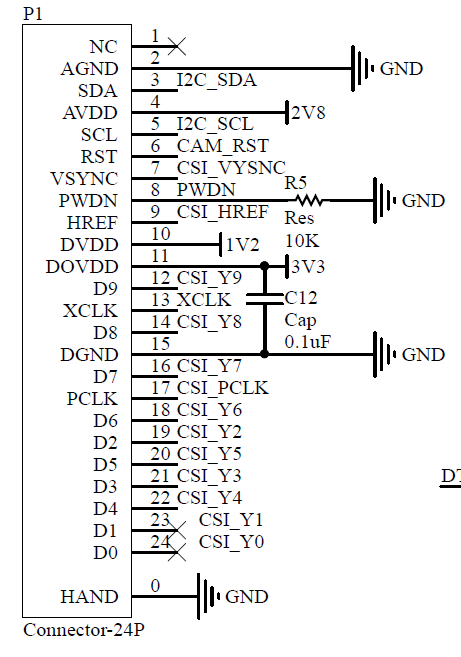 P1
NC 1
AGND 2 GND
SDA 3 I2C_SDA
AVDD 4 2V8
SCL 5 I2C_SCL
RST 6 CAM_RST
VSYNC 7 CSI_VYSNC
PWDN 8 PWDN R5 GND
HREF 9 CSI_HREF Res
DVDD 10 1V2 10K
DOVDD 11 3V3
D9 12 CSI_Y9
XCLK 13 XCLK C12
D8 14 CSI_Y8 Cap
0.1uF
DGND 15 GND
D7 16 CSI_Y7
PCLK 17 CSI_PCLK
D6 18 CSI_Y6
D2 19 CSI_Y2
D5 20 CSI_Y5
D3 21 CSI_Y3
D4 22 CSI_Y4
D1 23 CSI_Y1
D0 24 CSI_Y0
HAND 0 GND
Connector-24P